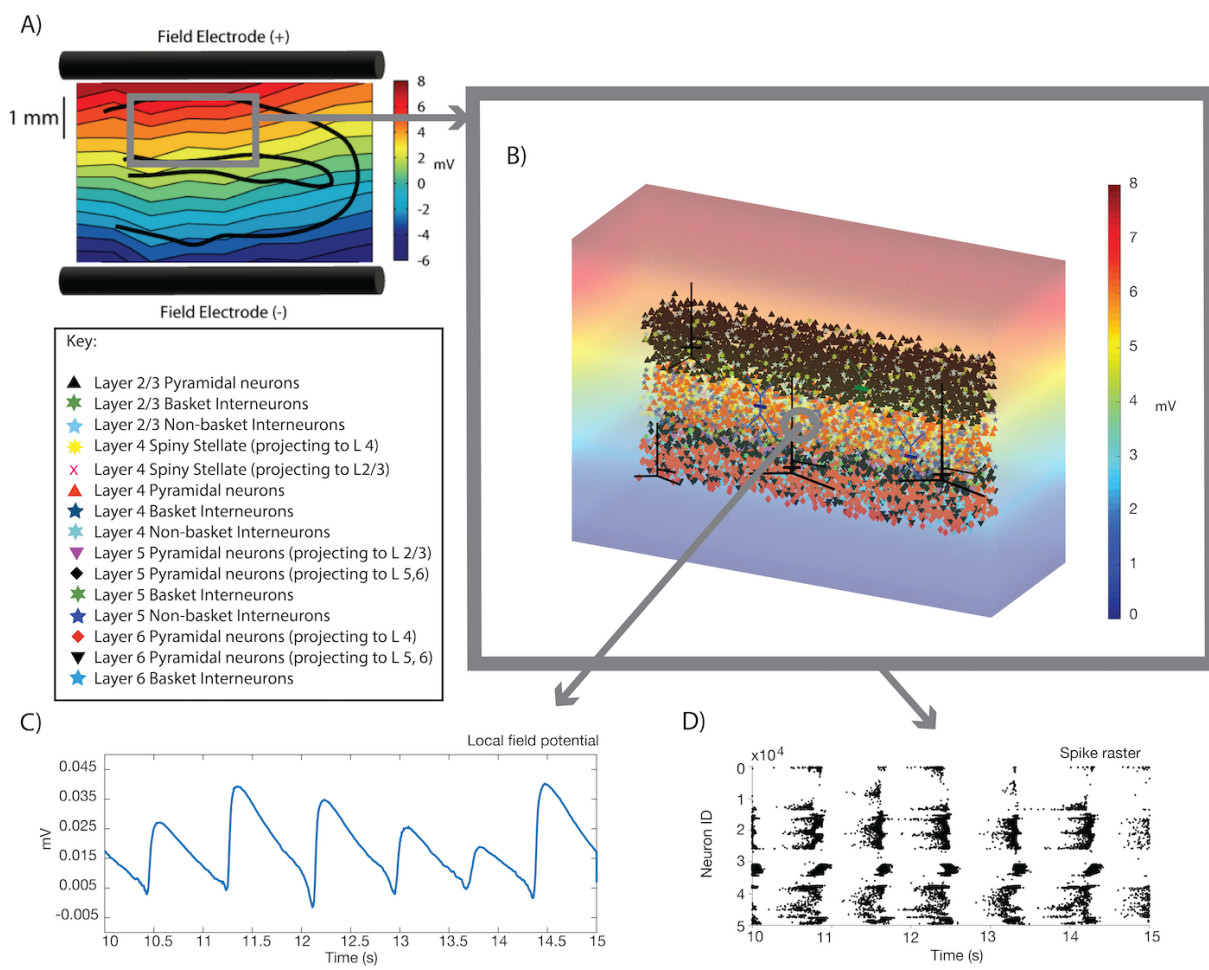 A)
Field Electrode (+)
1 mm
8
6
4
2
0
-2
-4
-6
mV
Field Electrode (-)
B)
8
7
6
5
4
3
2
1
0
mV
Key:
Layer 2/3 Pyramidal neurons
Layer 2/3 Basket Interneurons
Layer 2/3 Non-basket Interneurons
Layer 4 Spiny Stellate (projecting to L 4)
Layer 4 Spiny Stellate (projecting to L2/3)
Layer 4 Pyramidal neurons
Layer 4 Basket Interneurons
Layer 4 Non-basket Interneurons
Layer 5 Pyramidal neurons (projecting to L 2/3)
Layer 5 Pyramidal neurons (projecting to L 5,6)
Layer 5 Basket Interneurons
Layer 5 Non-basket Interneurons
Layer 6 Pyramidal neurons (projecting to L 4)
Layer 6 Pyramidal neurons (projecting to L 5, 6)
Layer 6 Basket Interneurons
C)
Local field potential
0.045
0.035
0.025
0.015
0.005
-0.005
mV
10 10.5 11 11.5 12 12.5 13 13.5 14 14.5 15
Time (s)
D)
x10⁴
Spike raster
0
1
2
3
4
5
Neuron ID
10 11 12 13 14 15
Time (s)